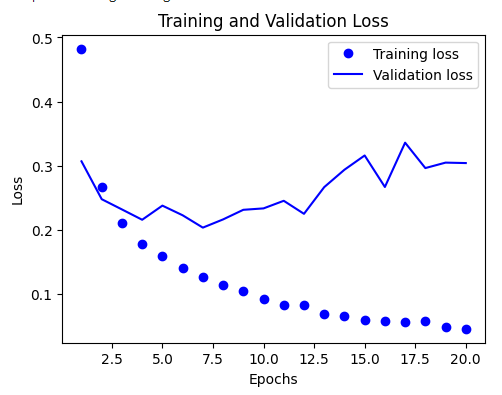 Training and Validation Loss
Training loss
Validation loss
Loss
0.5
0.4
0.3
0.2
0.1
2.5 5.0 7.5 10.0 12.5 15.0 17.5 20.0
Epochs